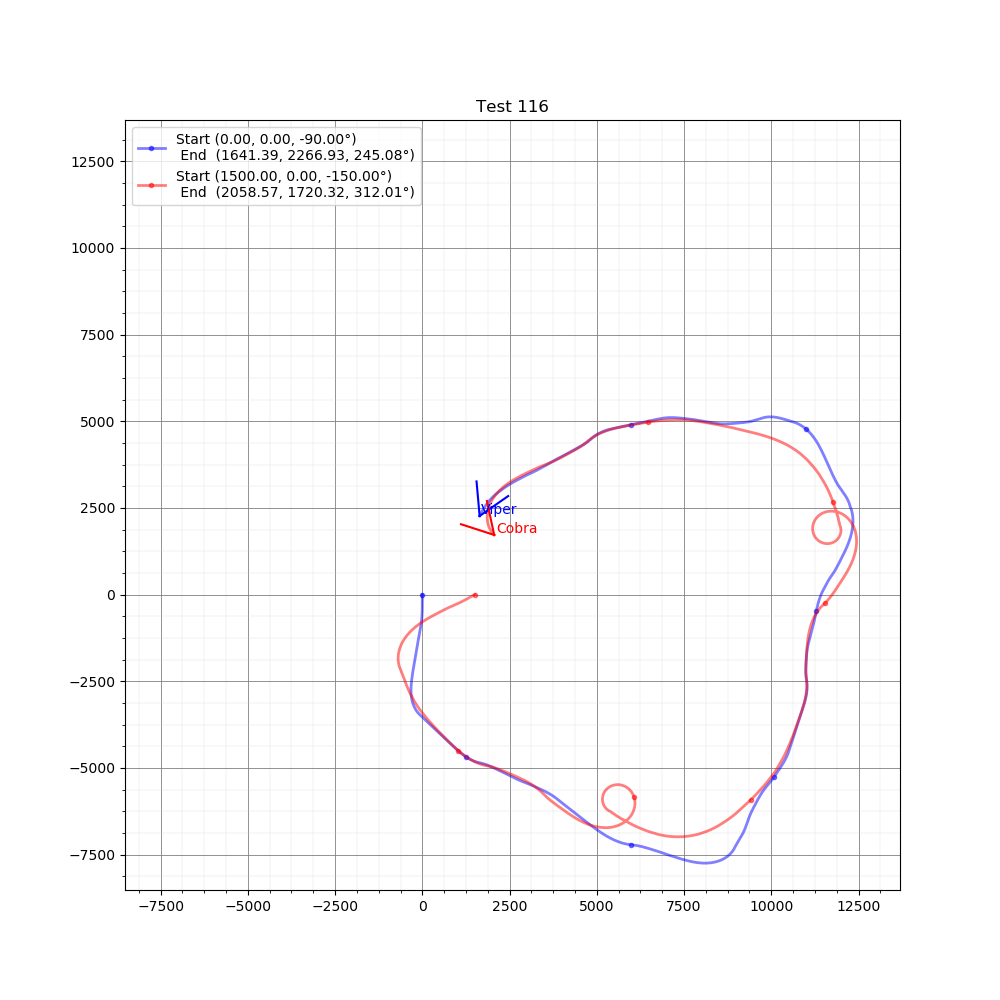 Test 116
Start (0.00, 0.00, -90.00°)
End  (1641.39, 2266.93, 245.08°)
Start (1500.00, 0.00, -150.00°)
End  (2058.57, 1720.32, 312.01°)
12500
10000
7500
5000
2500
0
−2500
−5000
−7500
Viper
Cobra
−7500 −5000 −2500 0 2500 5000 7500 10000 12500